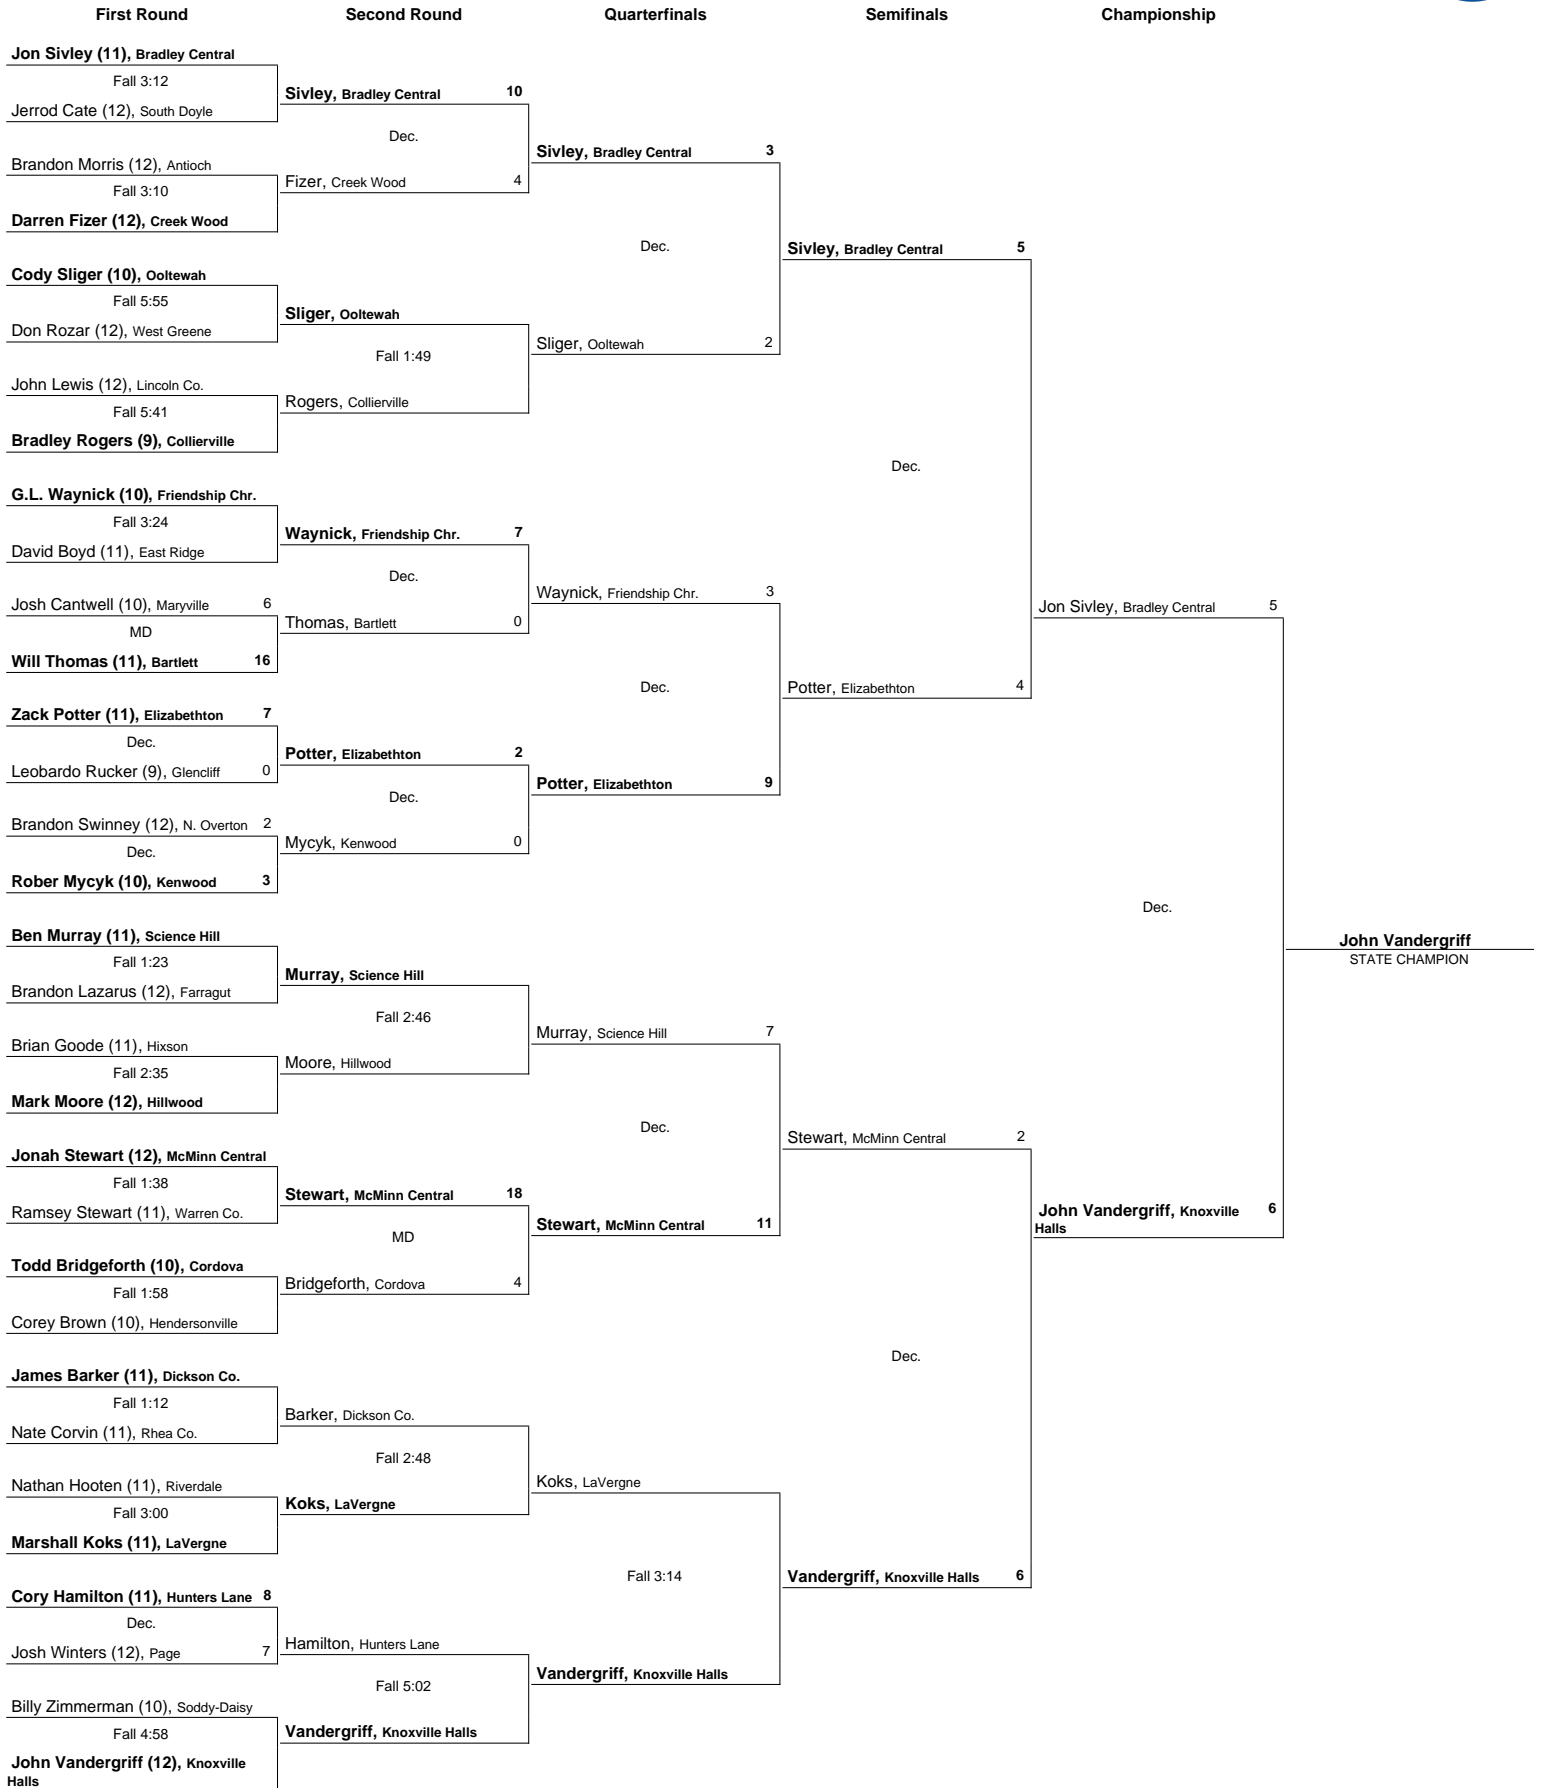 First Round Second Round Quarterfinals Semifinals Championship
Jon Sivley (11), Bradley Central
Fall 3:12
Jerrod Cate (12), South Doyle
Brandon Morris (12), Antioch
Fall 3:10
Darren Fizer (12), Creek Wood
Cody Sliger (10), Ooltewah
Fall 5:55
Don Rozar (12), West Greene
John Lewis (12), Lincoln Co.
Fall 5:41
Bradley Rogers (9), Collierville
G.L. Waynick (10), Friendship Chr.
Fall 3:24
David Boyd (11), East Ridge
Josh Cantwell (10), Maryville 6
MD
Will Thomas (11), Bartlett 16
Zack Potter (11), Elizabethton 7
Dec.
Leobardo Rucker (9), Glencliff 0
Brandon Swinney (12), N. Overton 2
Dec.
Rober Mycyk (10), Kenwood 3
Ben Murray (11), Science Hill
Fall 1:23
Brandon Lazarus (12), Farragut
Brian Goode (11), Hixson
Fall 2:35
Mark Moore (12), Hillwood
Jonah Stewart (12), McMinn Central
Fall 1:38
Ramsey Stewart (11), Warren Co.
Todd Bridgeforth (10), Cordova
Fall 1:58
Corey Brown (10), Hendersonville
James Barker (11), Dickson Co.
Fall 1:12
Nate Corvin (11), Rhea Co.
Nathan Hooten (11), Riverdale
Fall 3:00
Marshall Koks (11), LaVergne
Cory Hamilton (11), Hunters Lane 8
Dec.
Josh Winters (12), Page 7
Billy Zimmerman (10), Soddy-Daisy
Fall 4:58
John Vandergriff (12), Knoxville
Halls
Sivley, Bradley Central 10
Dec.
Fizer, Creek Wood 4
Sliger, Ooltewah
Fall 1:49
Rogers, Collierville
Waynick, Friendship Chr. 7
Dec.
Thomas, Bartlett 0
Potter, Elizabethton 2
Dec.
Mycyk, Kenwood 0
Murray, Science Hill
Fall 2:46
Moore, Hillwood
Stewart, McMinn Central 18
MD
Bridgeforth, Cordova 4
Barker, Dickson Co.
Fall 2:48
Koks, LaVergne
Hamilton, Hunters Lane
Fall 5:02
Vandergriff, Knoxville Halls
Sivley, Bradley Central 3
Dec.
Sliger, Ooltewah 2
Waynick, Friendship Chr. 3
Dec.
Potter, Elizabethton 9
Murray, Science Hill 7
Dec.
Stewart, McMinn Central 11
Koks, LaVergne
Fall 3:14
Vandergriff, Knoxville Halls
Sivley, Bradley Central 5
Dec.
Potter, Elizabethton 4
Stewart, McMinn Central 2
Dec.
Vandergriff, Knoxville Halls 6
Jon Sivley, Bradley Central 5
Dec.
John Vandergriff, Knoxville 6
Halls
John Vandergriff
STATE CHAMPION